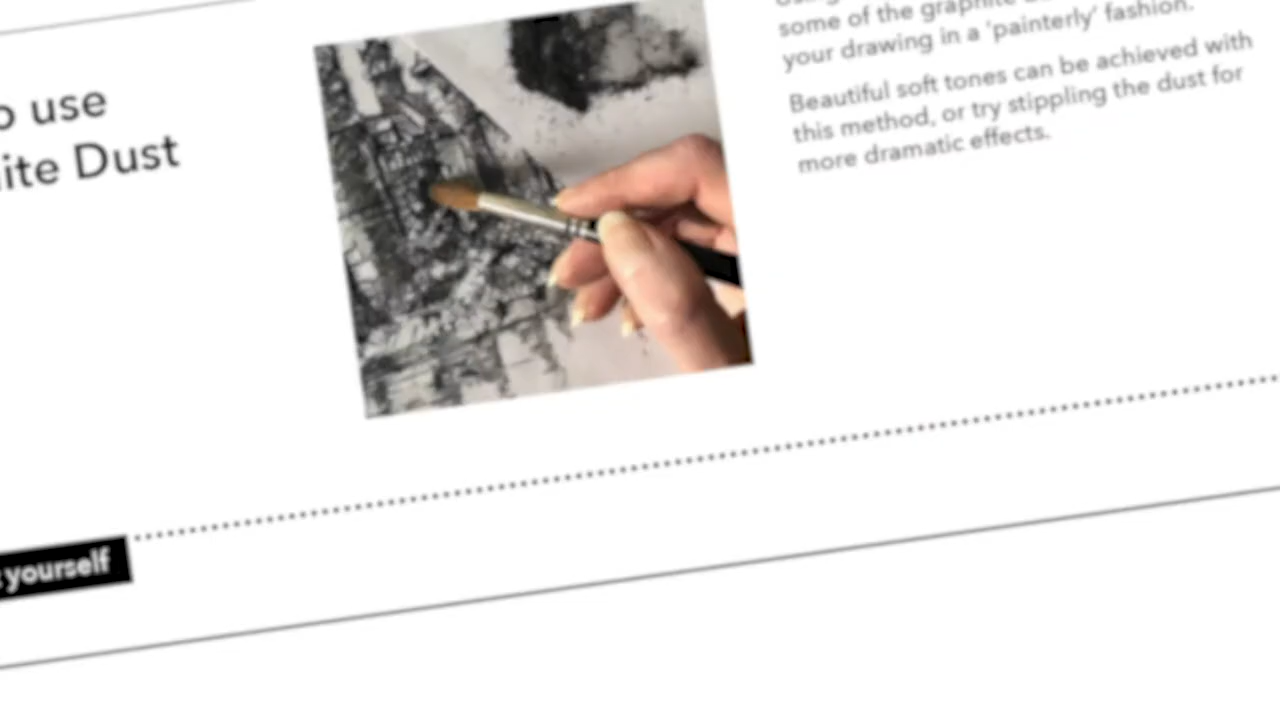 o use
ite Dust
some of the graphite
your drawing in a ‘painterly’ fashion.
Beautiful soft tones can be achieved with
this method, or try stippling the dust for
more dramatic effects.
yourself